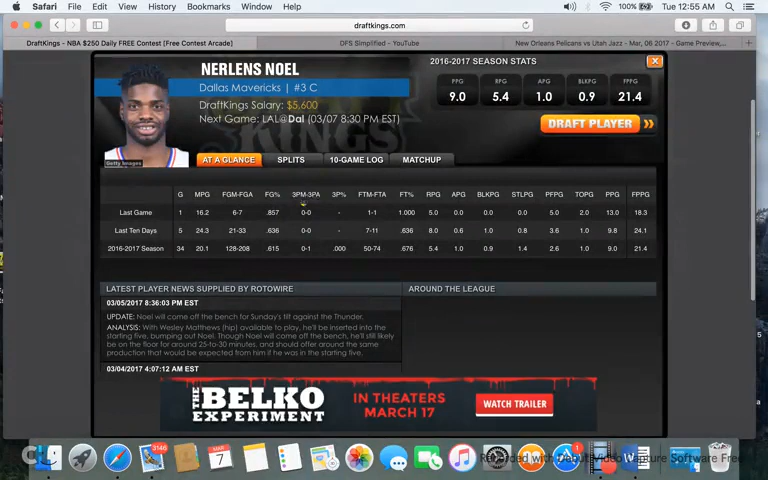 Safari File Edit View History Bookmarks Window Help
100% Tue 12:55 AM
draftkings.com
DraftKings - NBA $250 Daily FREE Contest [Free Contest Arcade]
DFS Simplified - YouTube
New Orleans Pelicans vs Utah Jazz - Mar, 06 2017 - Game Preview,...
NERLENS NOEL
Dallas Mavericks | #3 C
DraftKings Salary: $5,600
Next Game: LAL@Dal (03/07 8:30 PM EST)
Getty Images
2016-2017 SEASON STATS
PPG RPG APG BLKPG FPPG
9.0 5.4 1.0 0.9 21.4
DRAFT PLAYER
AT A GLANCE SPLITS 10-GAME LOG MATCHUP
G MPG FGM-FGA FG% 3PM-3PA 3P% FTM-FTA FT% RPG APG BLKPG STLPG PFPG TOPG PPG FPPG
Last Game 1 16.2 6-7 .857 0-0 - 1-1 1.000 5.0 0.0 0.0 0.0 5.0 2.0 13.0 18.3
Last Ten Days 5 24.3 21-33 .636 0-0 - 7-11 .636 8.0 0.6 1.0 0.8 3.6 1.0 9.8 24.1
2016-2017 Season 34 20.1 128-208 .615 0-1 .000 50-74 .676 5.4 1.0 0.9 1.4 2.6 1.0 9.0 21.4
LATEST PLAYER NEWS SUPPLIED BY ROTOWIRE
AROUND THE LEAGUE
03/05/2017 8:36:03 PM EST
UPDATE: Noel will come off the bench for Sunday's tilt against the Thunder.
ANALYSIS: With Wesley Matthews (hip) available to play, he'll be inserted into the
starting five, bumping out Noel. Though Noel will come off the bench, he'll still likely
be on the floor for around 25-to-30 minutes, and should offer around the same
production that would be expected from him if he was in the starting five.
03/04/2017 4:07:12 AM EST
THE BELKO EXPERIMENT
IN THEATERS
MARCH 17
WATCH TRAILER
3146
MAR
7
1
Recorded with Debut Video Capture Software Free